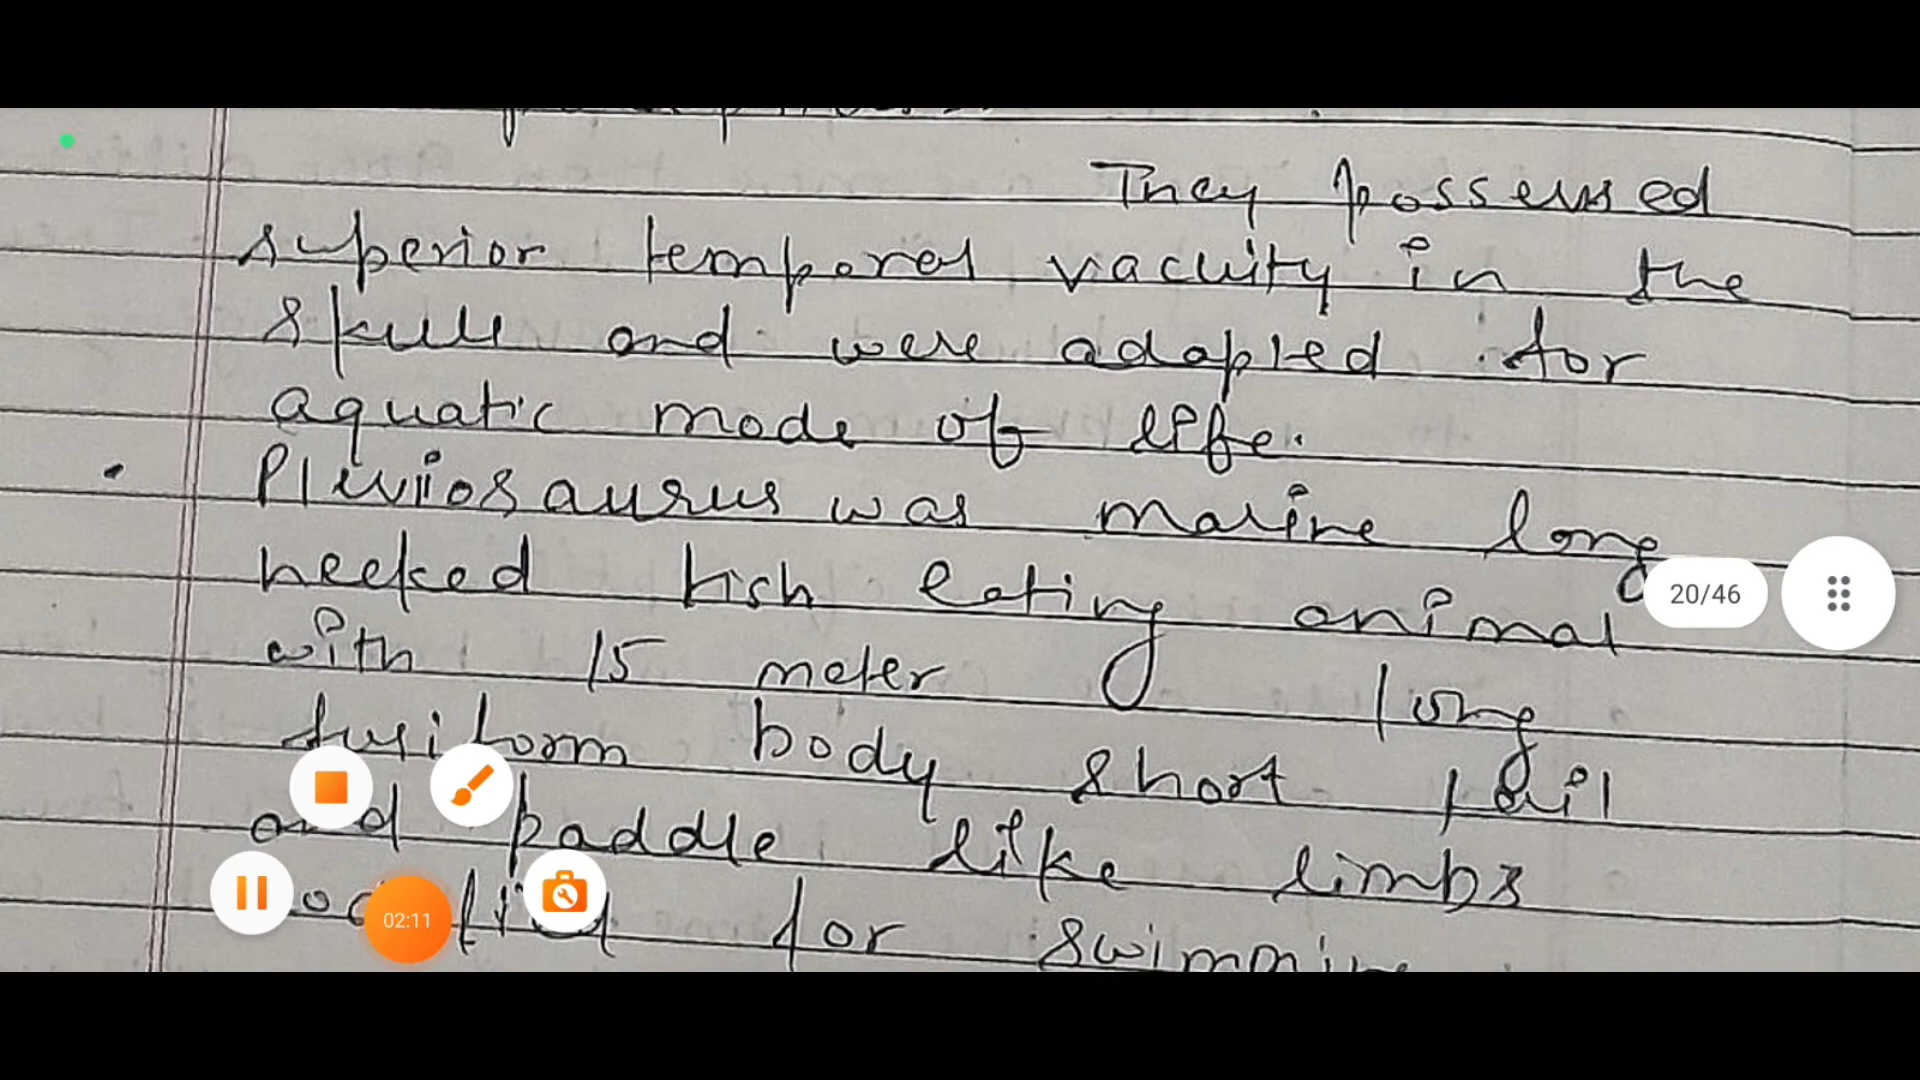 They possessed
superior temporal vacuity in the
skull and were adapted for
aquatic mode of life.
was marine long
necked fish eating animal
with 15 meter long
fusiform body short tail
and paddle like limbs
for swimming
20/46
02:11